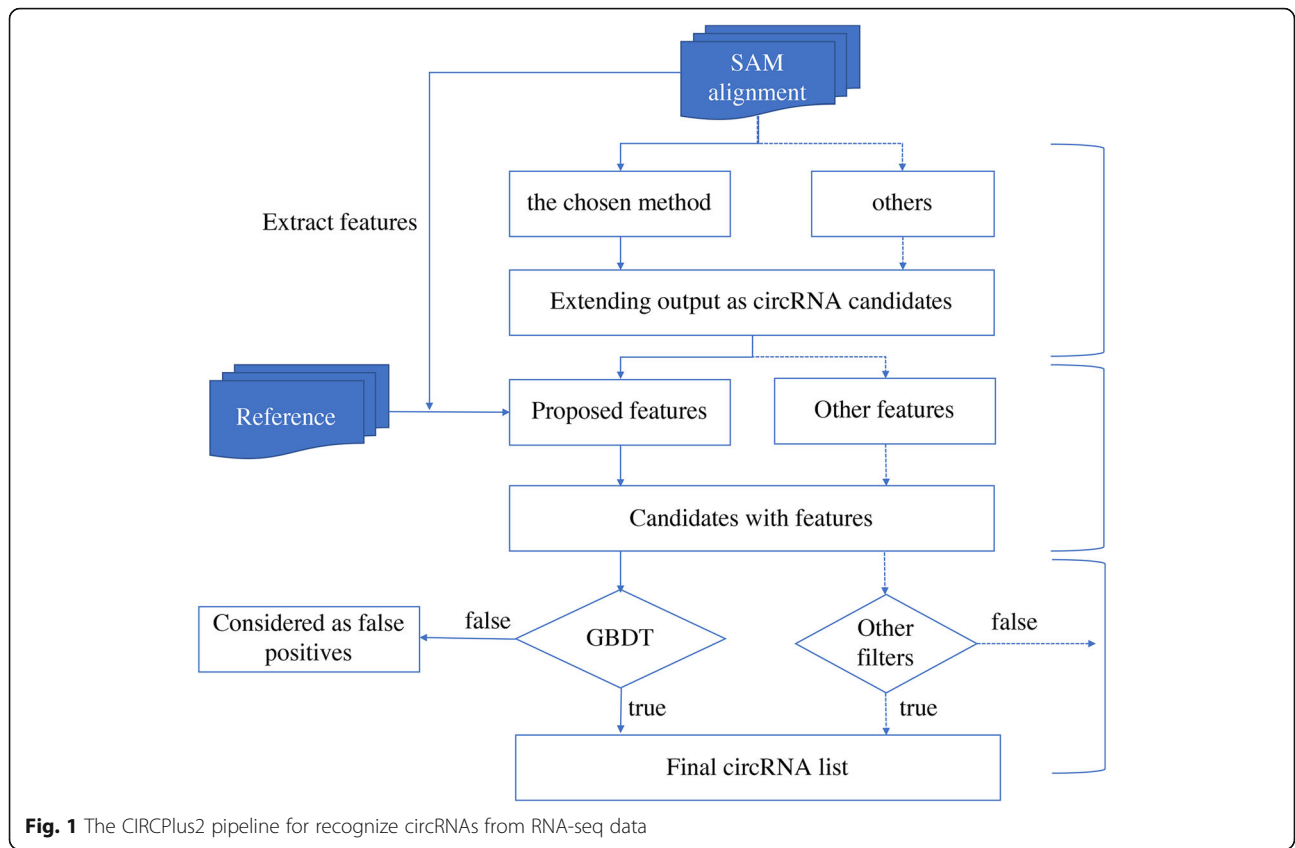 SAM
alignment
the chosen method
others
Extract features
Extending output as circRNA candidates
Reference
Proposed features
Other features
Candidates with features
Considered as false
positives
false
GBDT
Other
filters
false
true
true
Final circRNA list
Fig. 1 The CIRCPlus2 pipeline for recognize circRNAs from RNA-seq data